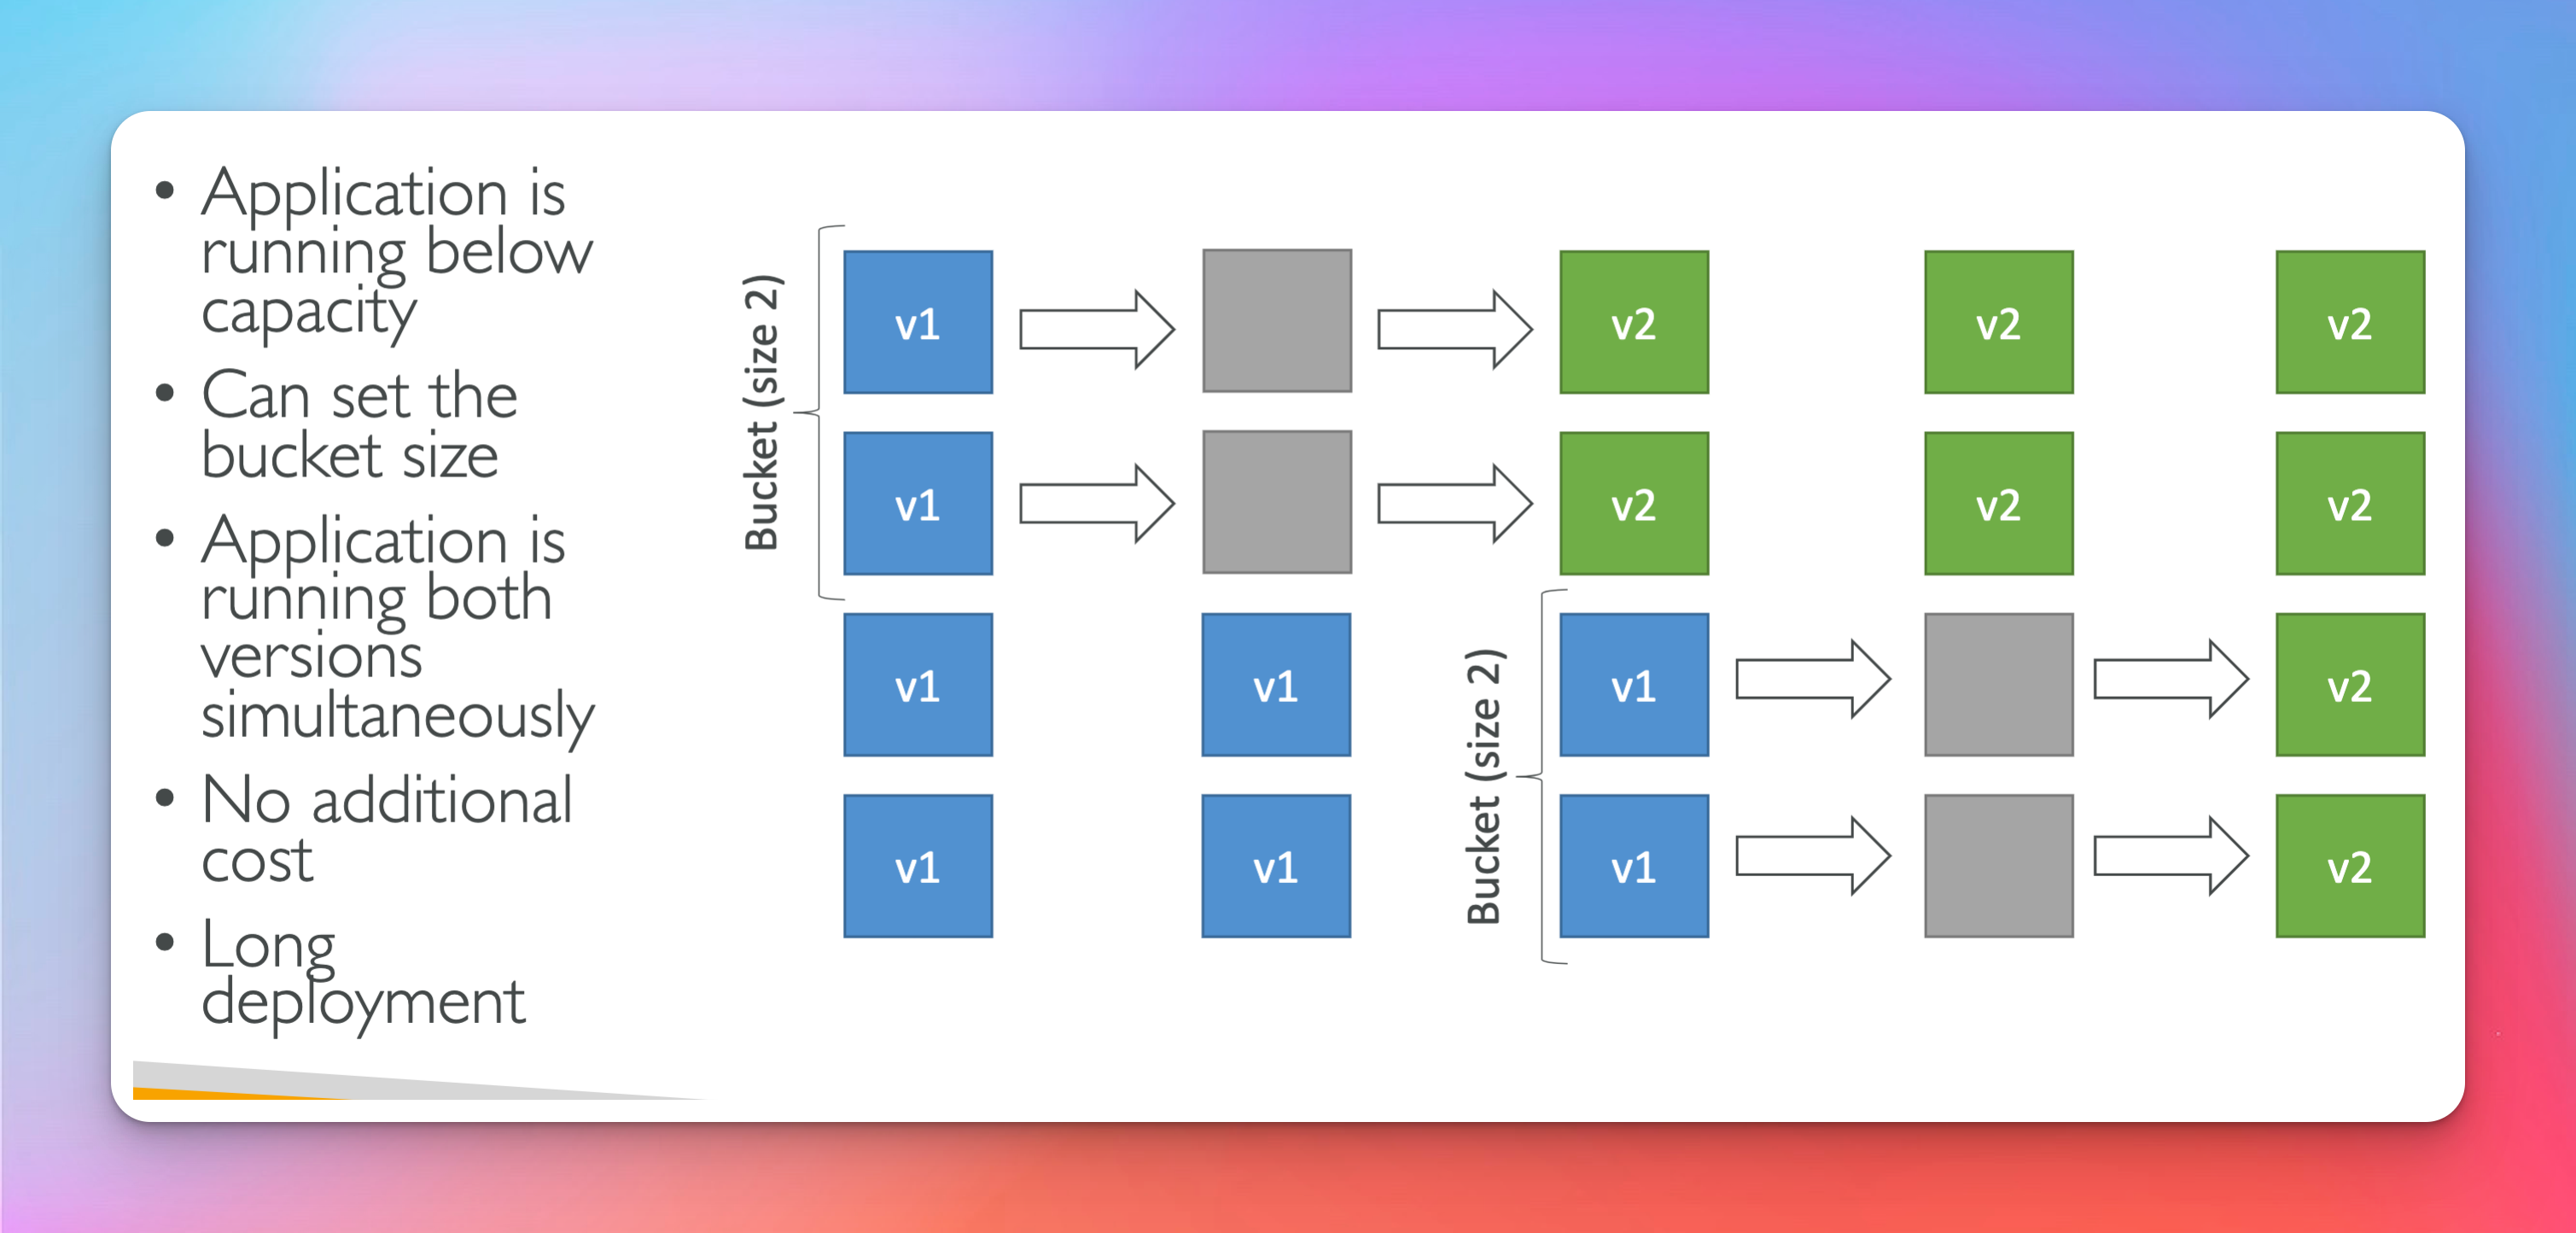 • Application is
running below
capacity
• Can set the
bucket size
• Application is
running both
versions
simultaneously
• No additional
cost
• Long
deployment
Bucket (size 2)
v1
v2
v2
v2
v1
v2
v2
v2
Bucket (size 2)
v1
v1
v1
v2
v1
v1
v1
v2